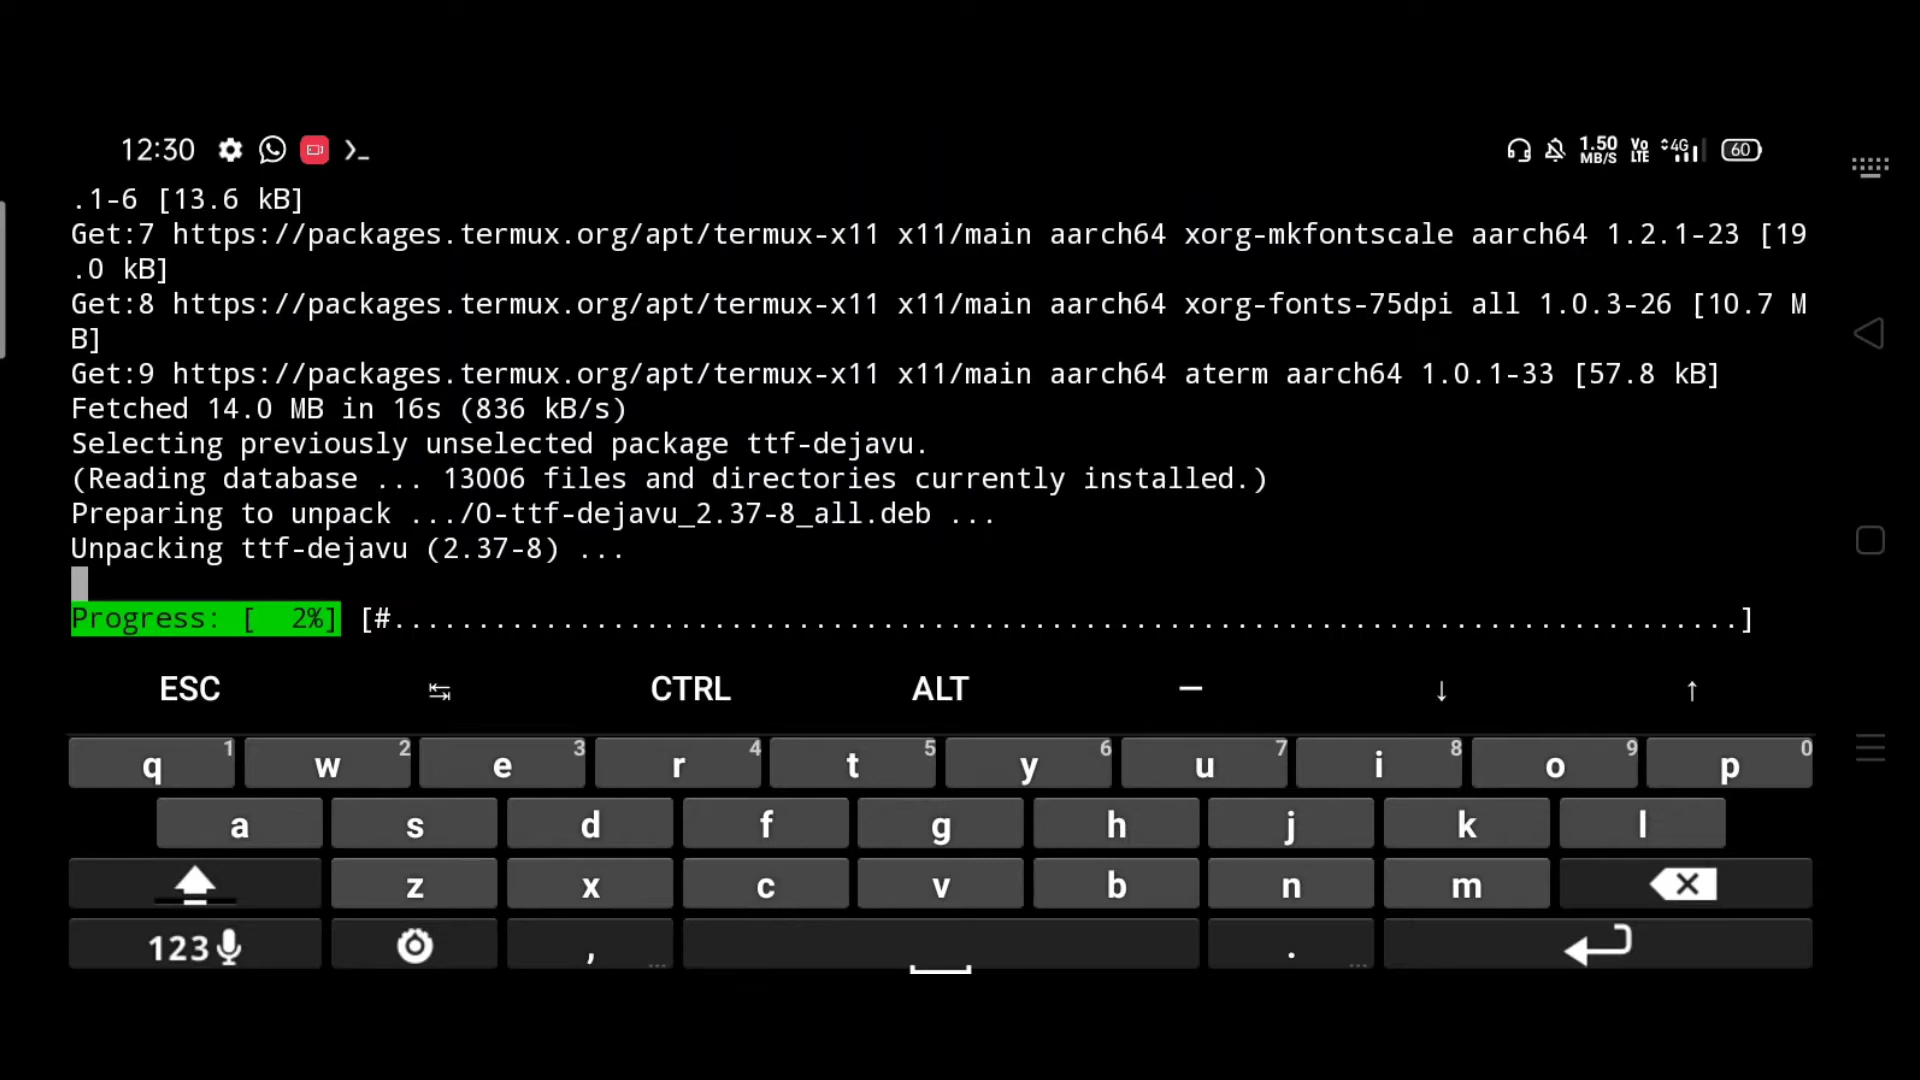 12:30 1.50 MB/S Vo LTE 4G 60
.1-6 [13.6 kB]
Get:7 https://packages.termux.org/apt/termux-x11 x11/main aarch64 xorg-mkfontscale aarch64 1.2.1-23 [19
.0 kB]
Get:8 https://packages.termux.org/apt/termux-x11 x11/main aarch64 xorg-fonts-75dpi all 1.0.3-26 [10.7 M
B]
Get:9 https://packages.termux.org/apt/termux-x11 x11/main aarch64 aterm aarch64 1.0.1-33 [57.8 kB]
Fetched 14.0 MB in 16s (836 kB/s)
Selecting previously unselected package ttf-dejavu.
(Reading database ... 13006 files and directories currently installed.)
Preparing to unpack .../0-ttf-dejavu_2.37-8_all.deb ...
Unpacking ttf-dejavu (2.37-8) ...
Progress: [  2%] [#...............................................................................]
ESC ↹ CTRL ALT — ↓ ↑
q 1 w 2 e 3 r 4 t 5 y 6 u 7 i 8 o 9 p 0
a s d f g h j k l
z x c v b n m
123 , ... . ...